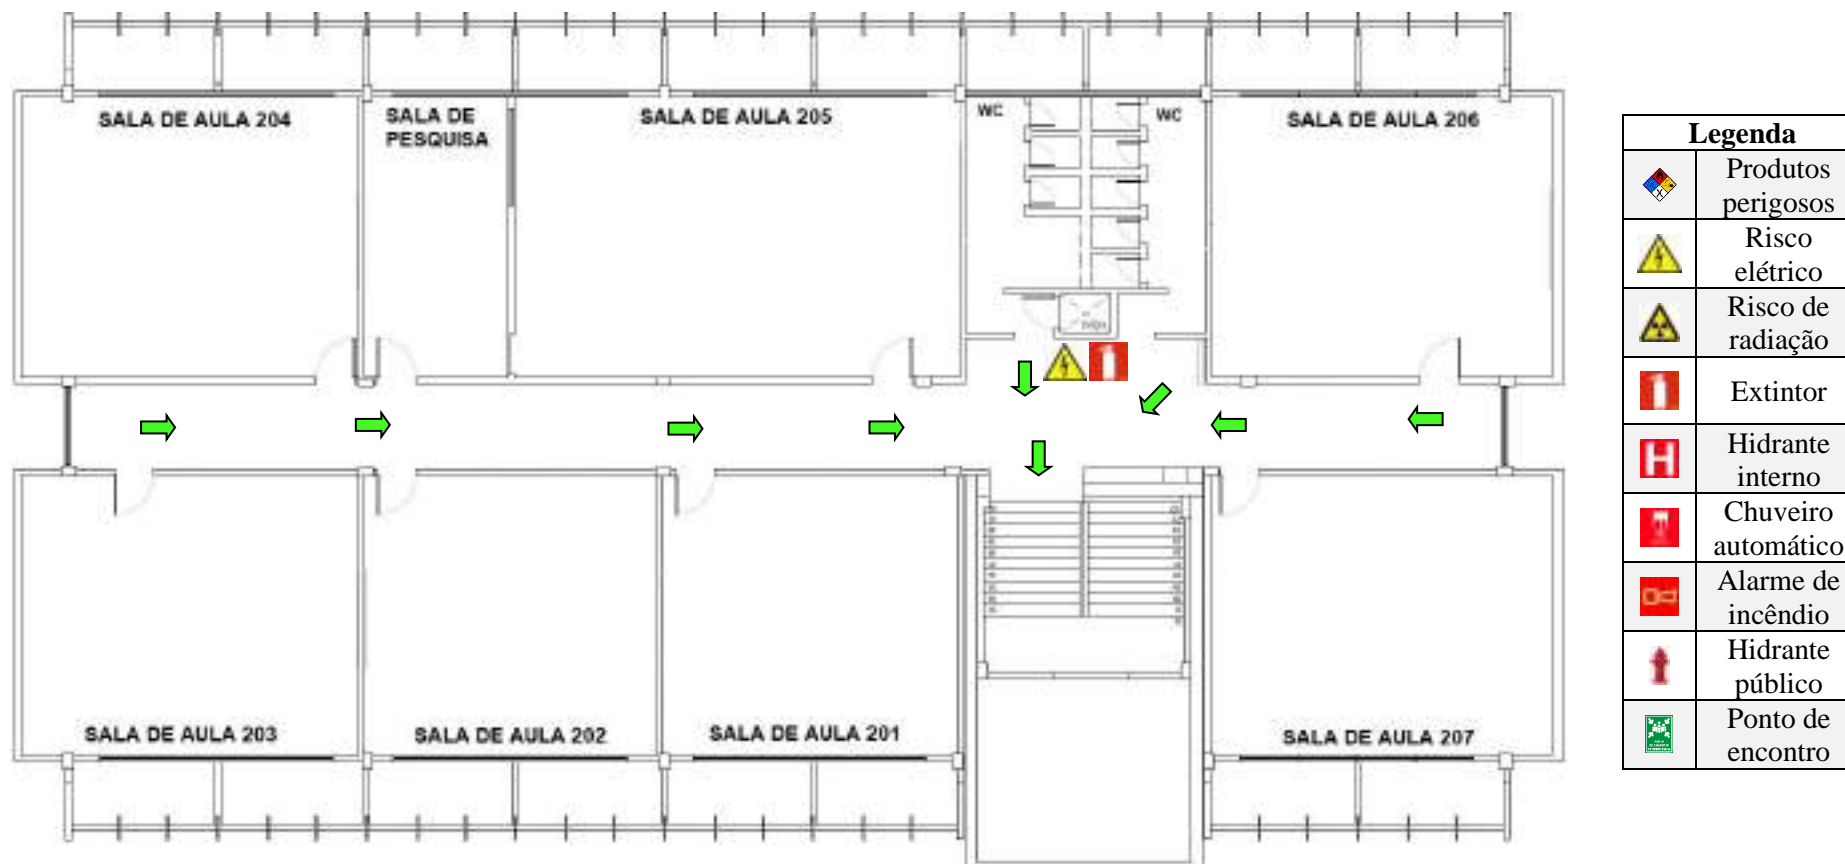 SALA DE AULA 204
SALA DE
PESQUISA
SALA DE AULA 205
WC
WC
SALA DE AULA 206
SALA DE AULA 203
SALA DE AULA 202
SALA DE AULA 201
SALA DE AULA 207
Legenda
Produtos
perigosos
Risco
elétrico
Risco de
radiação
Extintor
H
Hidrante
interno
Chuveiro
automático
Alarme de
incêndio
Hidrante
público
Ponto de
encontro